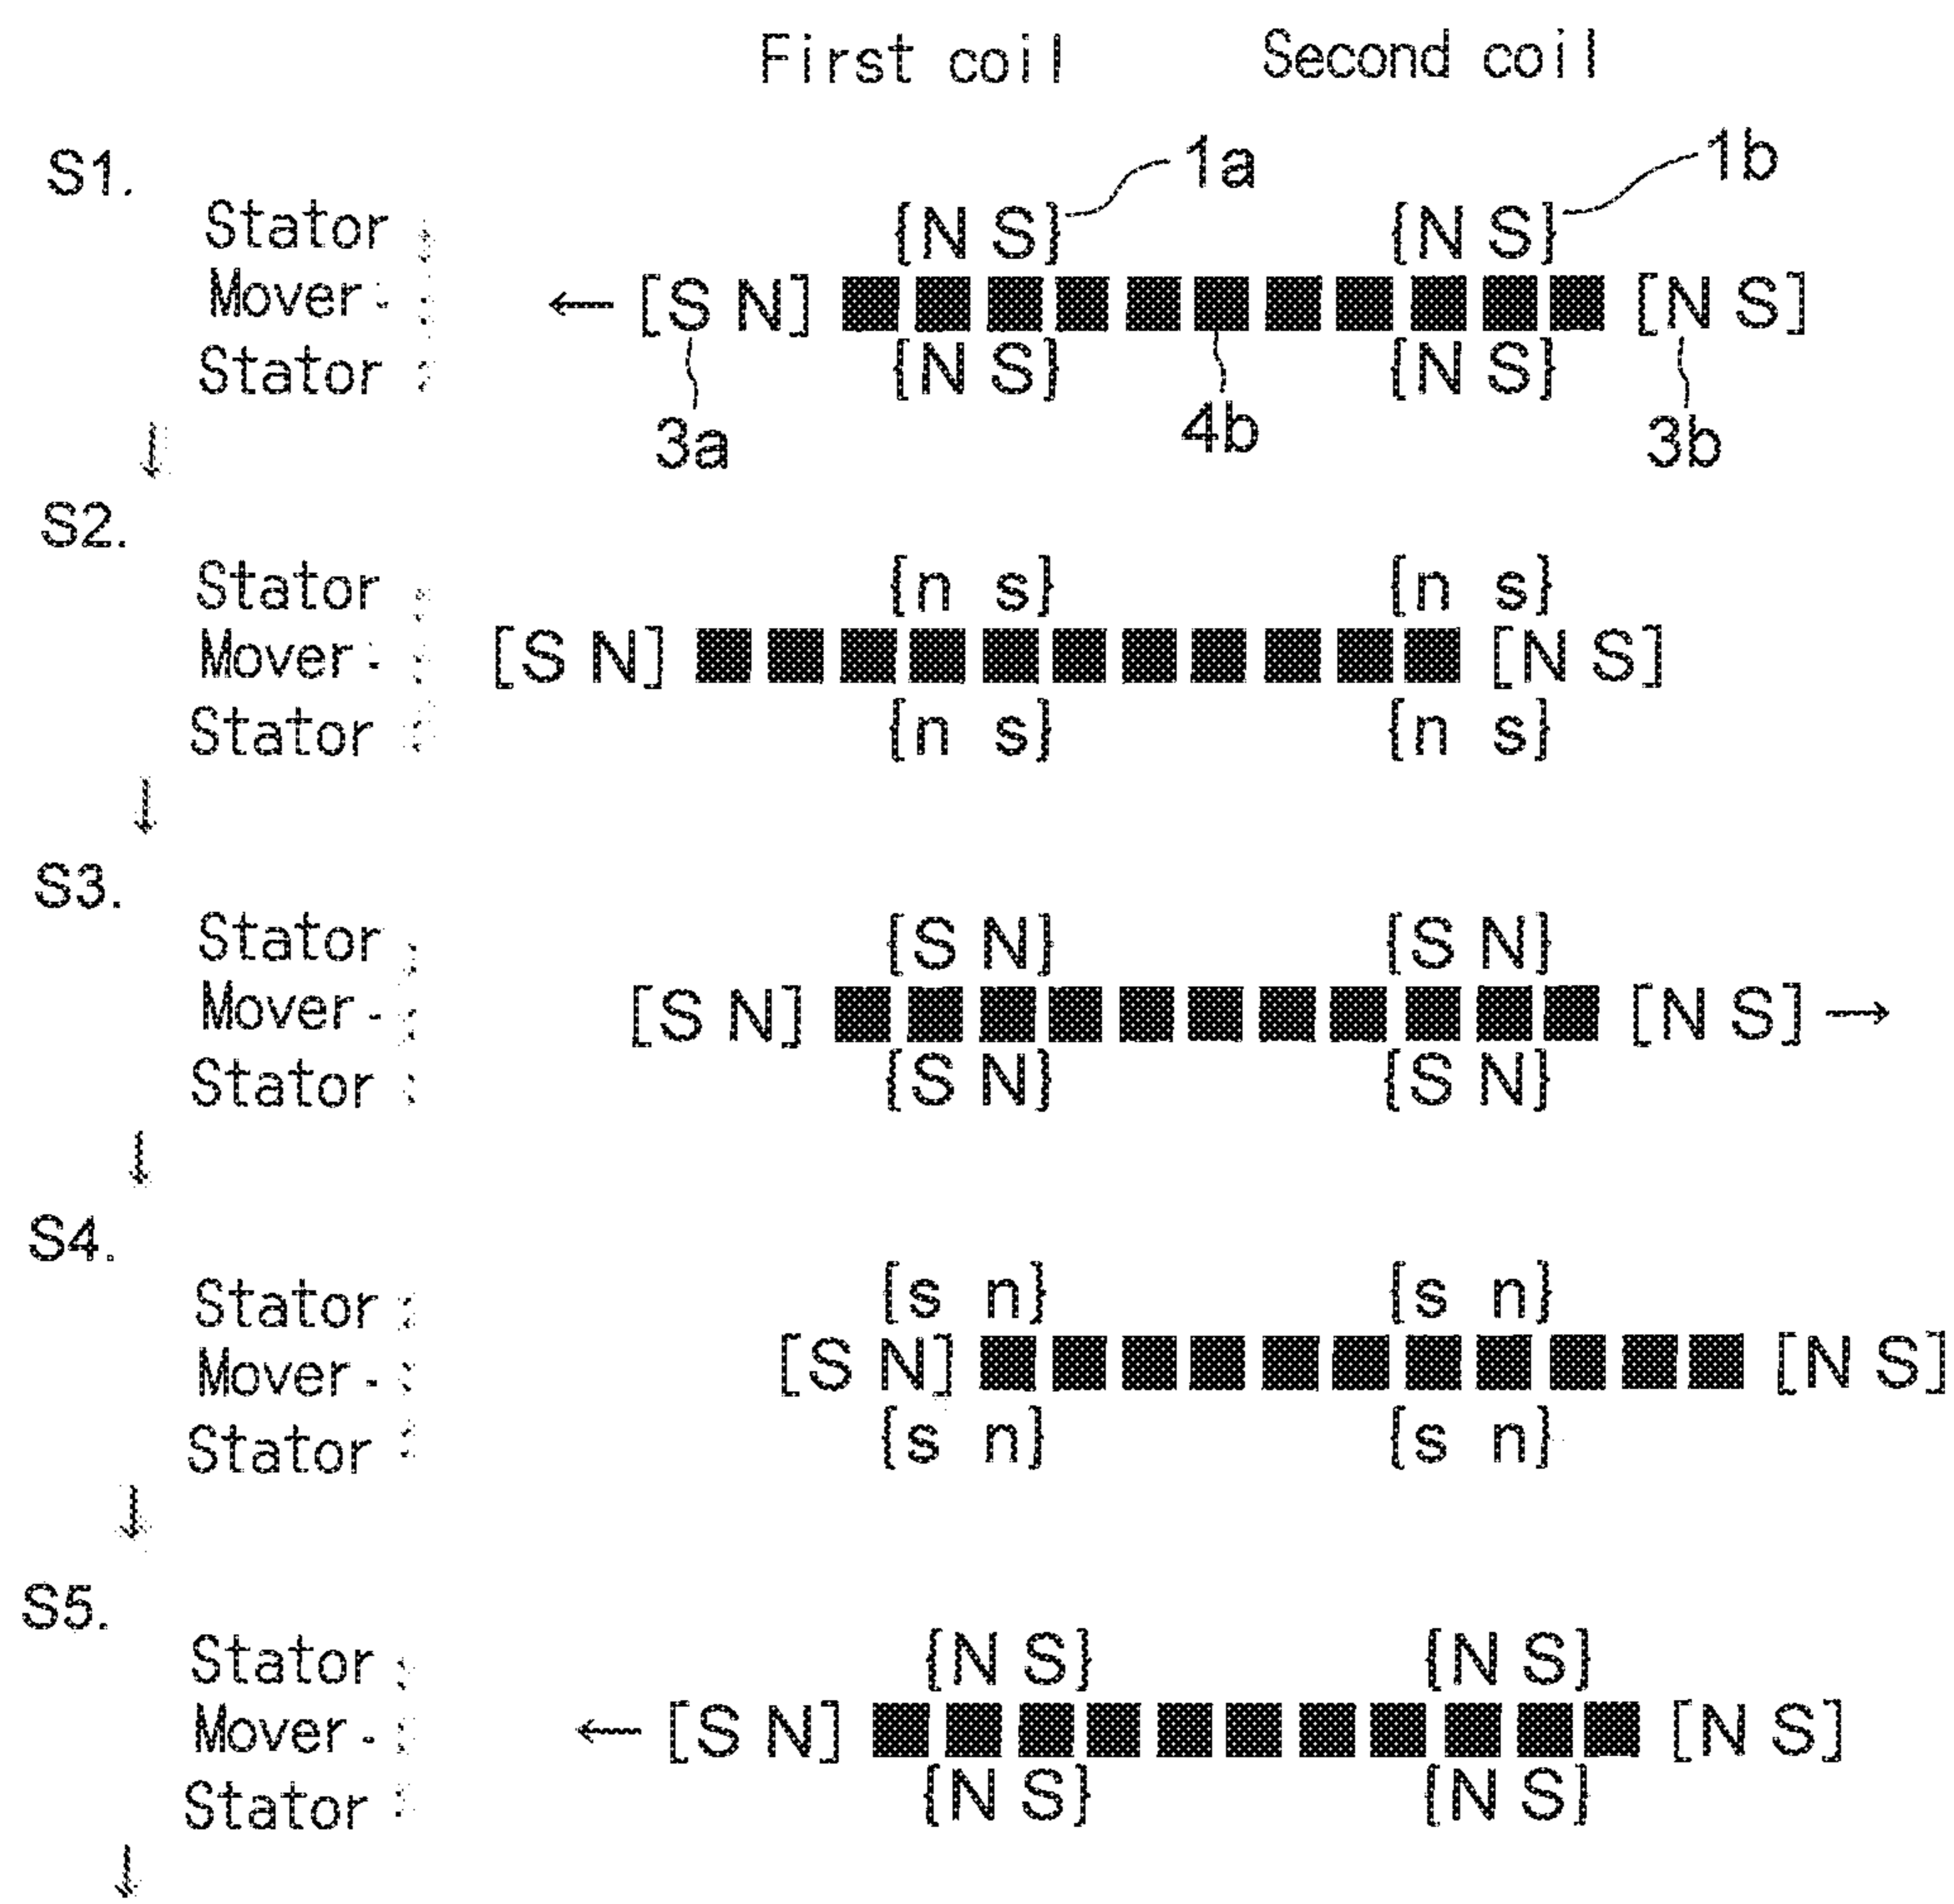 First coil Second coil
S1.
1a 1b
Stator : {N S} {N S}
Mover - : ← [S N] ■■■■■■■■■■■ [N S]
Stator : {N S} {N S}
3a 4b 3b
↓
S2.
Stator : {n s} {n s}
Mover - : [S N] ■■■■■■■■■■■ [N S]
Stator : {n s} {n s}
↓
S3.
Stator : {S N} {S N}
Mover - : [S N] ■■■■■■■■■■■ [N S] →
Stator : {S N} {S N}
↓
S4.
Stator : {s n} {s n}
Mover - : [S N] ■■■■■■■■■■■ [N S]
Stator : {s n} {s n}
↓
S5.
Stator : {N S} {N S}
Mover - : ← [S N] ■■■■■■■■■■■ [N S]
Stator : {N S} {N S}
↓